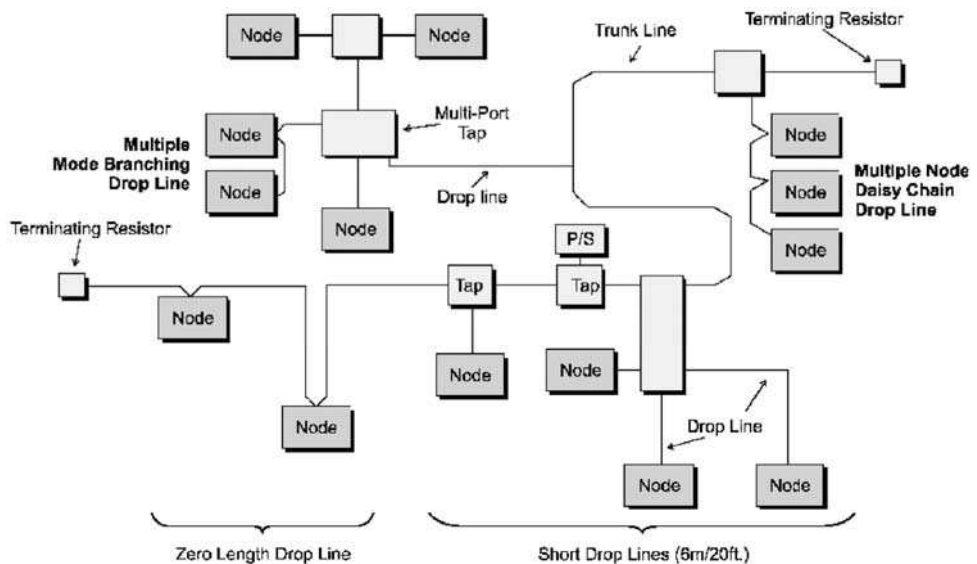 Node
Node
Trunk Line
Terminating Resistor
Multi-Port
Tap
Node
Node
Multiple
Mode Branching
Drop Line
Drop line
Node
Node
Node
Node
Multiple Node
Daisy Chain
Drop Line
Terminating Resistor
P/S
Tap
Tap
Node
Node
Node
Node
Drop Line
Node
Node
Zero Length Drop Line
Short Drop Lines (6m/20ft.)